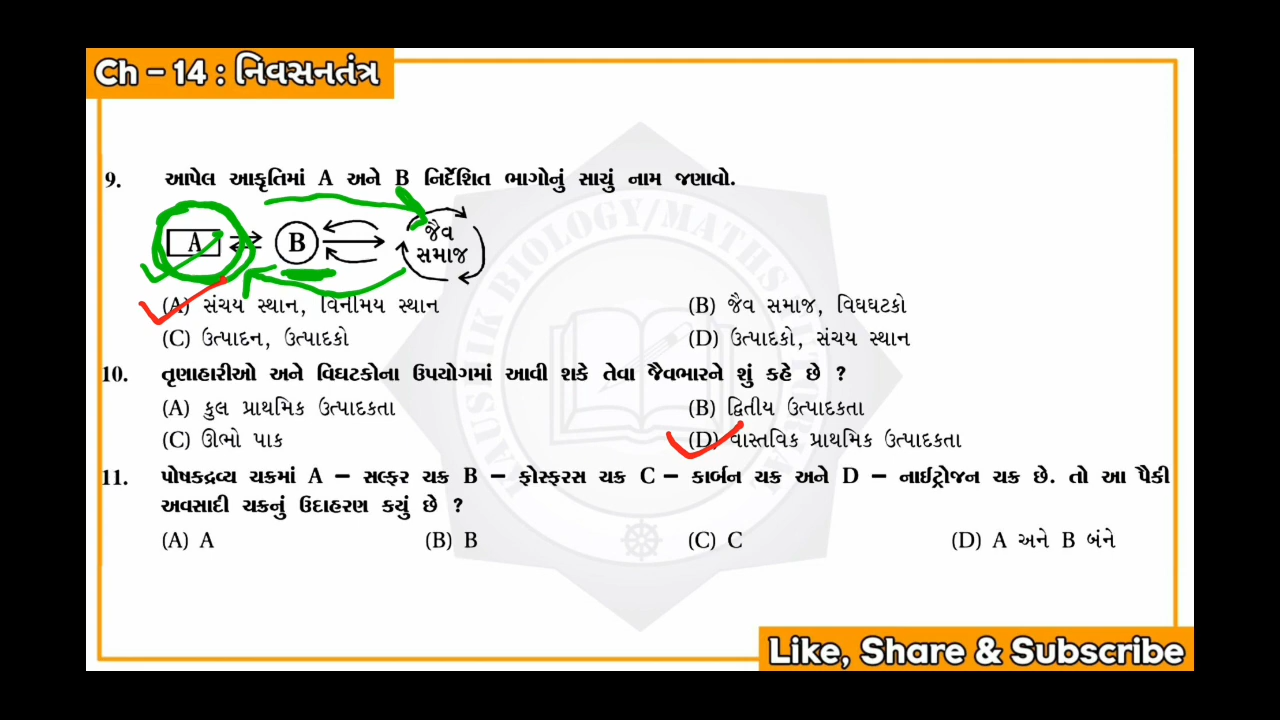 Ch – 14 : નિવસનતંત્ર
9. આપેલ આકૃતિમાં A અને B નિર્દેશિત ભાગોનું સાચું નામ જણાવો.
A B જૈવ સમાજ
(A) સંચય સ્થાન, વિનીમય સ્થાન (B) જૈવ સમાજ, વિઘઘટકો
(C) ઉત્પાદન, ઉત્પાદકો (D) ઉત્પાદકો, સંચય સ્થાન
10. તૃણાહારીઓ અને વિઘટકોના ઉપયોગમાં આવી શકે તેવા જૈવભારને શું કહે છે ?
(A) કુલ પ્રાથમિક ઉત્પાદકતા (B) દ્વિતીય ઉત્પાદકતા
(C) ઊભો પાક (D) વાસ્તવિક પ્રાથમિક ઉત્પાદકતા
11. પોષકદ્રવ્ય ચક્રમાં A – સલ્ફર ચક્ર B – ફોસ્ફરસ ચક્ર C – કાર્બન ચક્ર અને D – નાઈટ્રોજન ચક્ર છે. તો આ પૈકી
અવસાદી ચક્રનું ઉદાહરણ કયું છે ?
(A) A (B) B (C) C (D) A અને B બંને
Like, Share & Subscribe